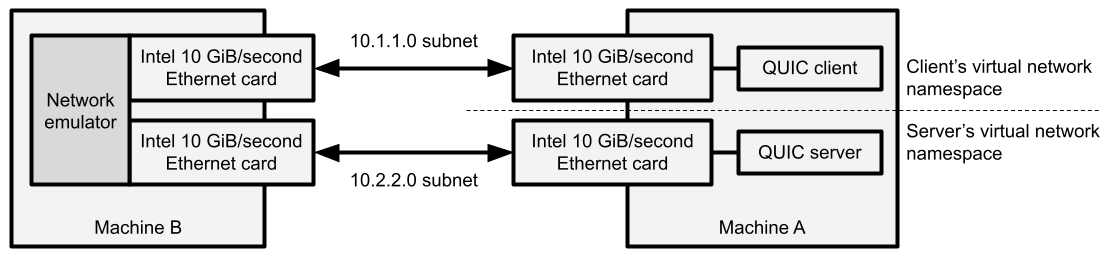 Network
emulator
Intel 10 GiB/second
Ethernet card
10.1.1.0 subnet
Intel 10 GiB/second
Ethernet card
QUIC client
Client's virtual network
namespace
Intel 10 GiB/second
Ethernet card
10.2.2.0 subnet
Intel 10 GiB/second
Ethernet card
QUIC server
Server's virtual network
namespace
Machine B
Machine A